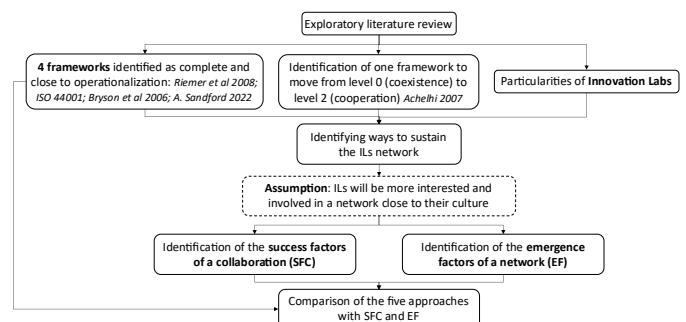 Exploratory literature review
4 frameworks identified as complete and
close to operationalization: Riemer et al 2008;
ISO 44001; Bryson et al 2006; A. Sandford 2022
Identification of one framework to
move from level 0 (coexistence) to
level 2 (cooperation) Achelhi 2007
Particularities of Innovation Labs
Identifying ways to sustain
the ILs network
Assumption: ILs will be more interested and
involved in a network close to their culture
Identification of the success factors
of a collaboration (SFC)
Identification of the emergence
factors of a network (EF)
Comparison of the five approaches
with SFC and EF